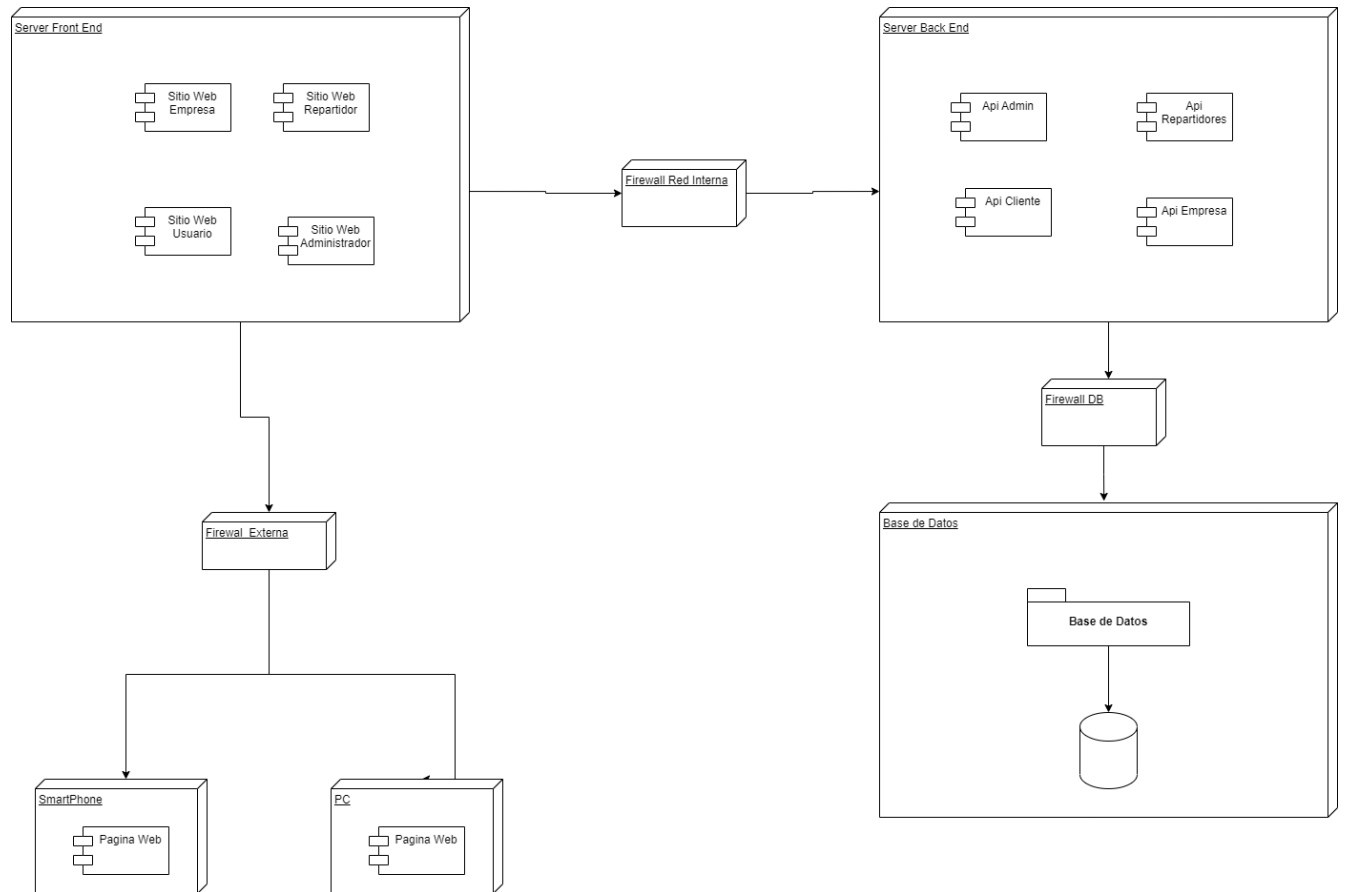 Server Front End
Sitio Web
Empresa
Sitio Web
Repartidor
Sitio Web
Usuario
Sitio Web
Administrador
Firewall Red Interna
Server Back End
Api Admin
Api
Repartidores
Api Cliente
Api Empresa
Firewall DB
Base de Datos
Base de Datos
Firewal Externa
SmartPhone
Pagina Web
PC
Pagina Web